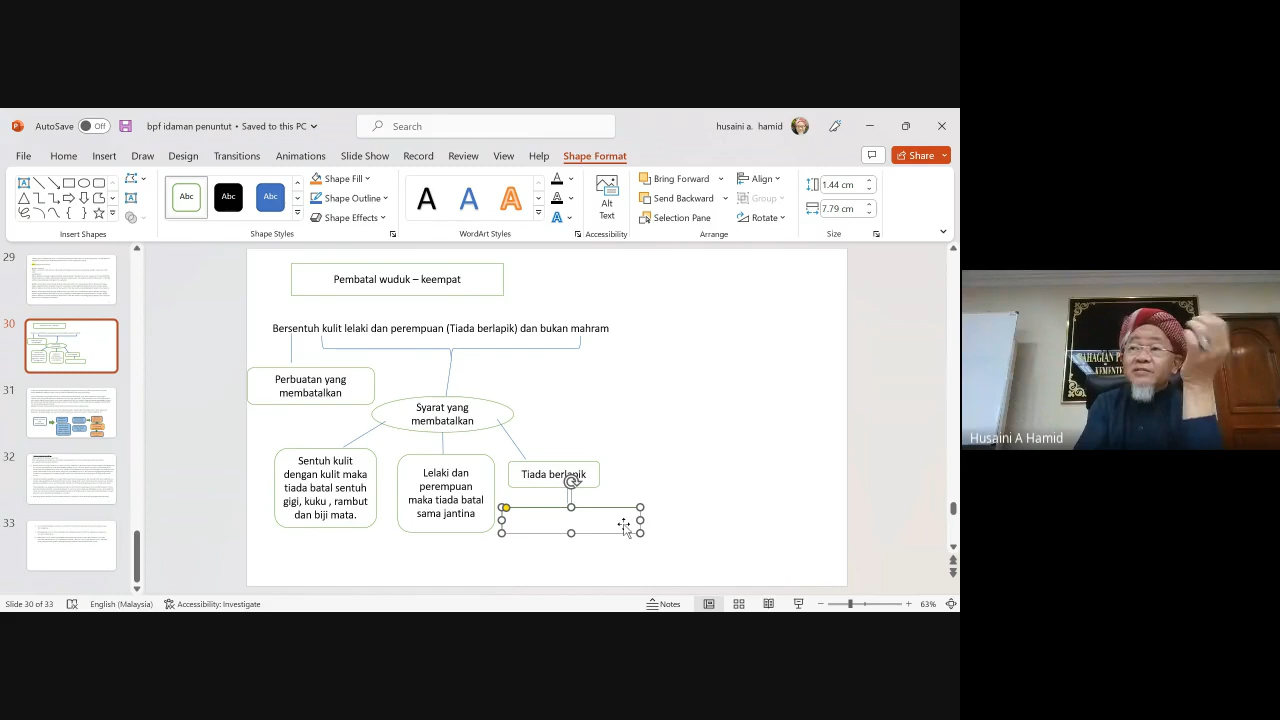 AutoSave Off bpf idaman penuntut • Saved to this PC Search husaini a. hamid
File Home Insert Draw Design Transitions Animations Slide Show Record Review View Help Shape Format Share
Abc Abc Abc
Shape Fill
Shape Outline
Shape Effects
A A A
Alt
Text
Bring Forward
Send Backward
Selection Pane
Align
Group
Rotate
1.44 cm
7.79 cm
Insert Shapes Shape Styles WordArt Styles Accessibility Arrange Size
29
30
31
32
33
Pembatal wuduk – keempat
Bersentuh kulit lelaki dan perempuan (Tiada berlapik) dan bukan mahram
Perbuatan yang
membatalkan
Syarat yang
membatalkan
Sentuh kulit
dengan kulit maka
tiada batal sentuh
gigi, kuku , rambut
dan biji mata.
Lelaki dan
perempuan
maka tiada batal
sama jantina
Tiada berlapik
Slide 30 of 33 English (Malaysia) Accessibility: Investigate Notes 63%
BAHAGIAN P
KEMENTE
Husaini A Hamid